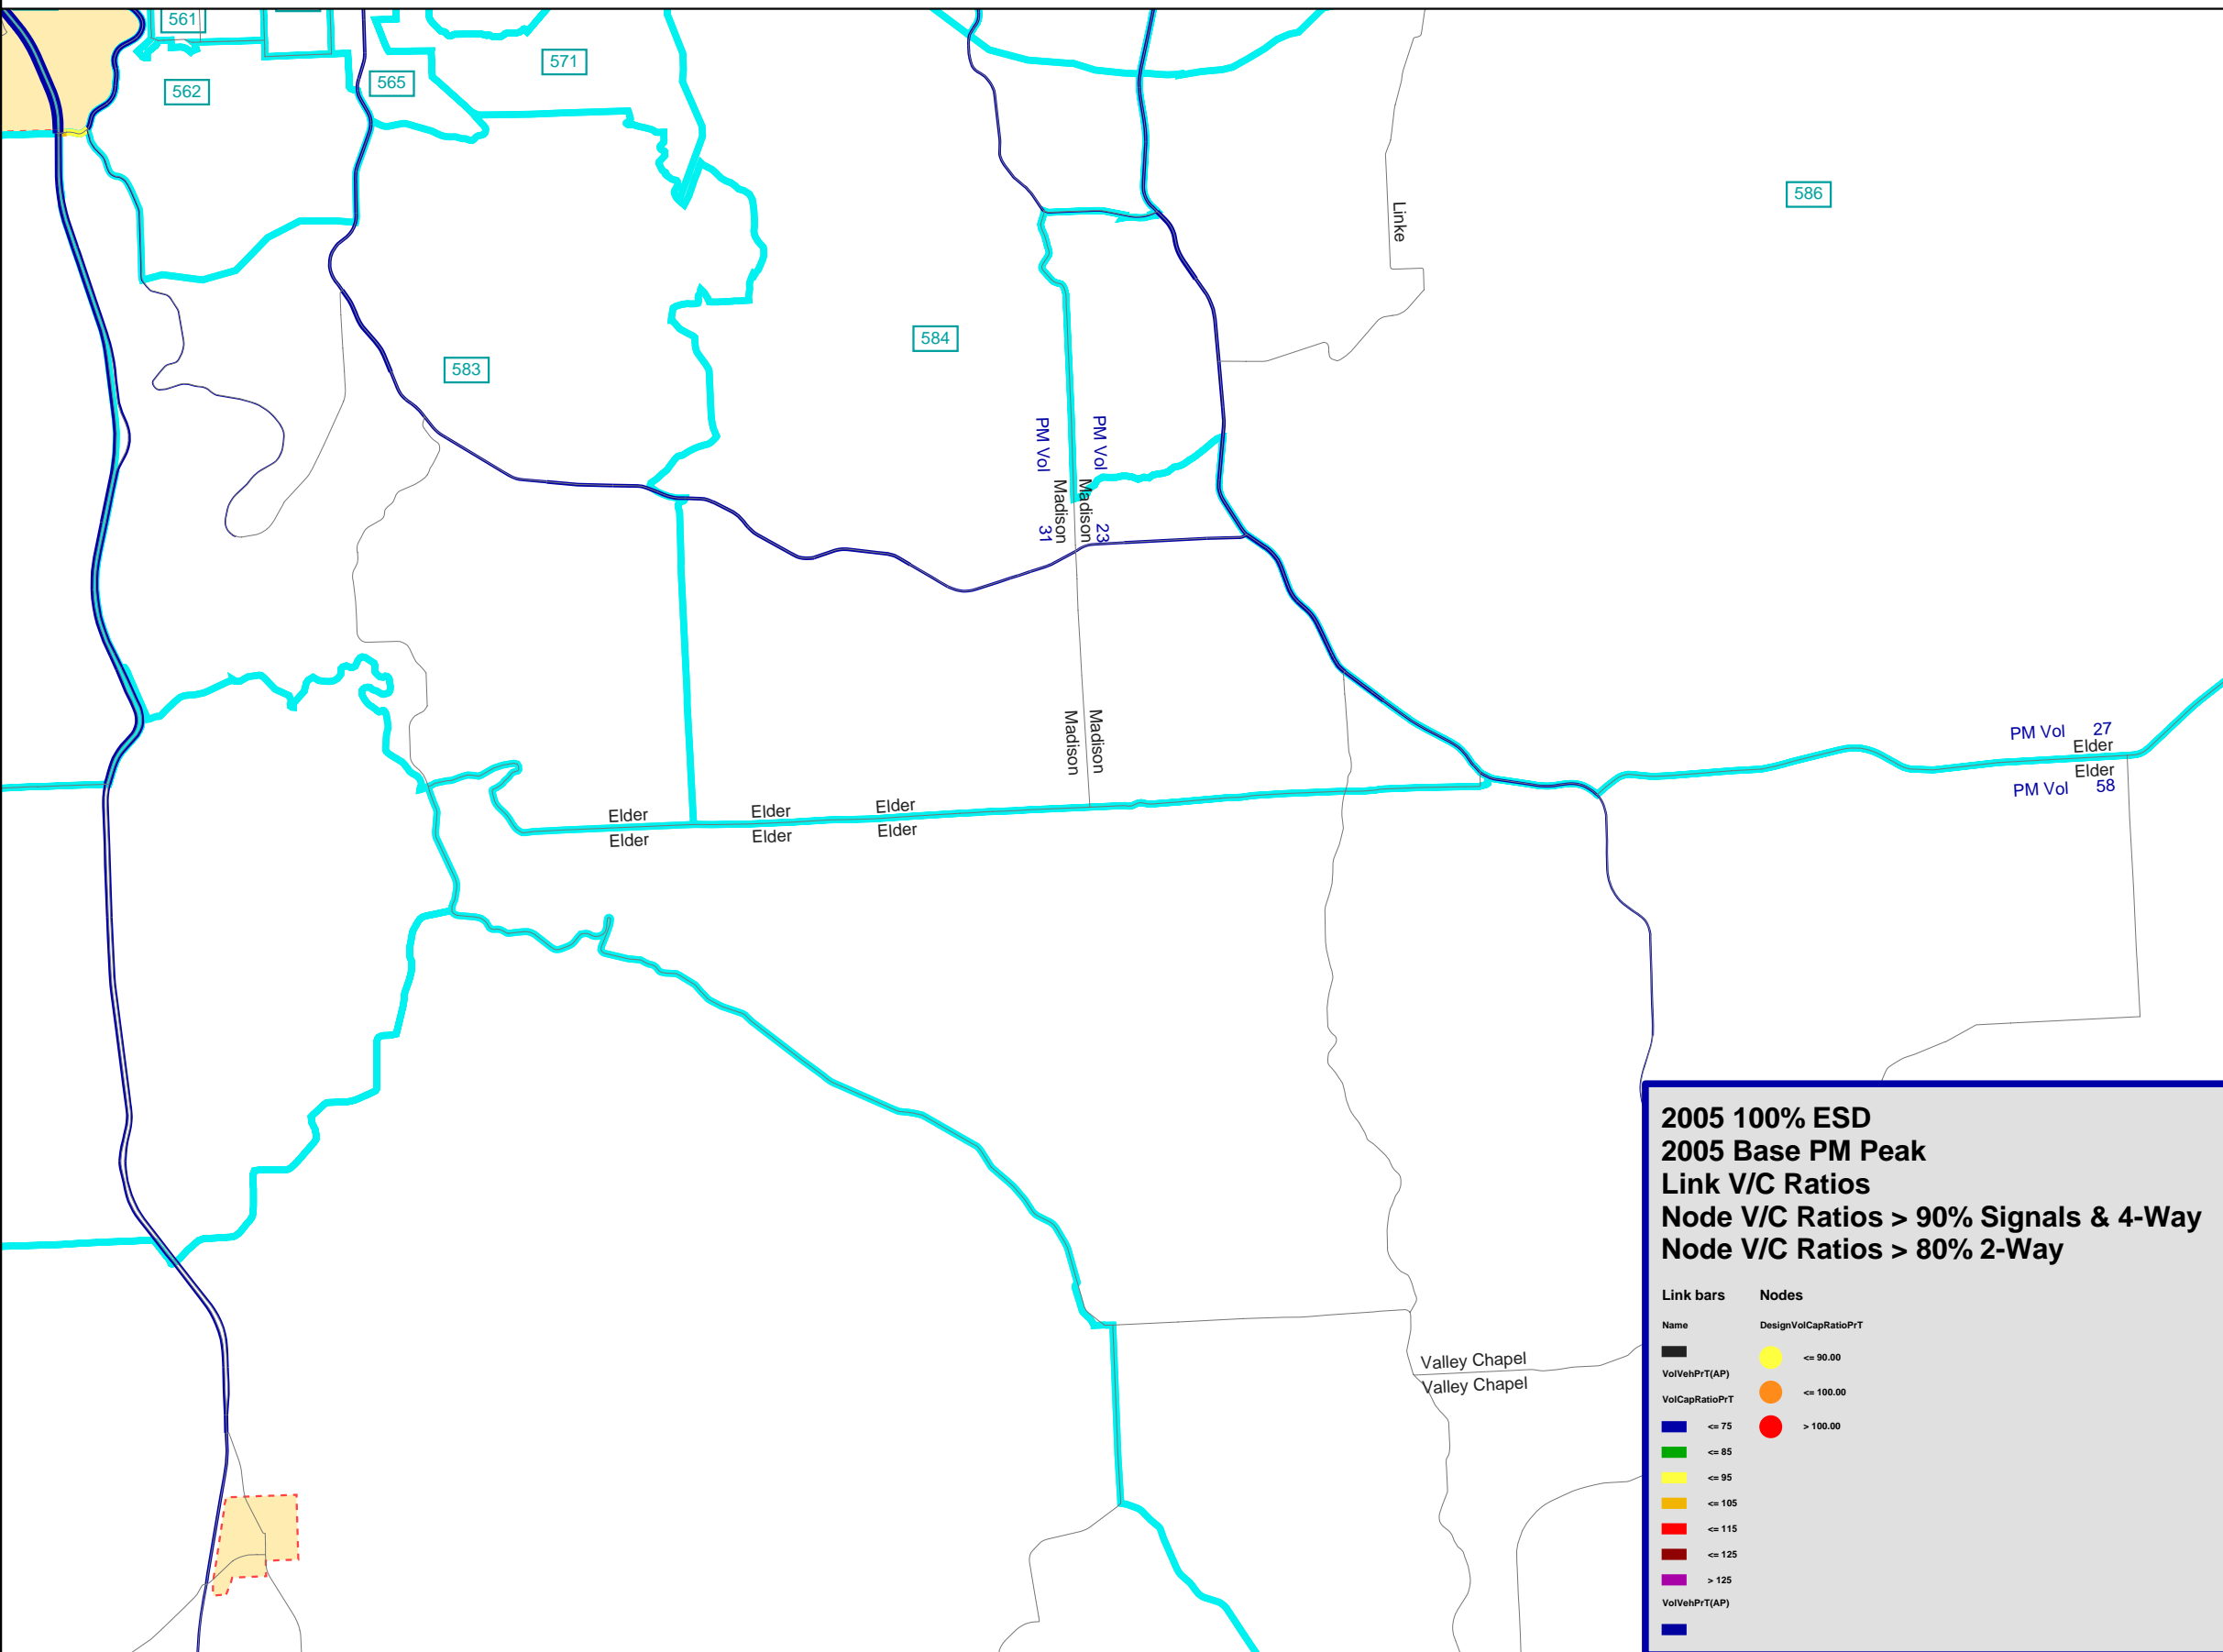 561
562
565
571
586
Linke
584
583
PM Vol
PM Vol
Madison
Madison
31
23
Madison
Madison
PM Vol 27
Elder
Elder
PM Vol 58
Elder
Elder
Elder
Elder
Elder
Elder
Valley Chapel
Valley Chapel
2005 100% ESD
2005 Base PM Peak
Link V/C Ratios
Node V/C Ratios > 90% Signals & 4-Way
Node V/C Ratios > 80% 2-Way
Link bars
Name
VolVehPrT(AP)
VolCapRatioPrT
<= 75
<= 85
<= 95
<= 105
<= 115
<= 125
> 125
VolVehPrT(AP)
Nodes
DesignVolCapRatioPrT
<= 90.00
<= 100.00
> 100.00